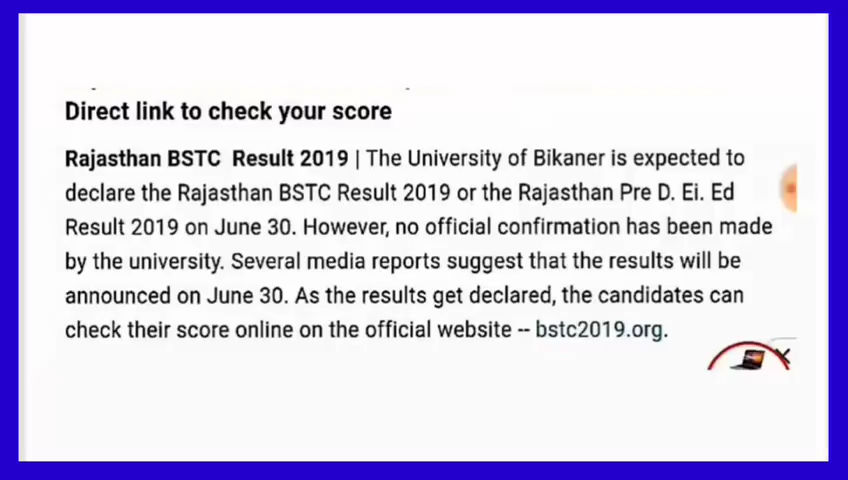 Direct link to check your score
Rajasthan BSTC Result 2019 | The University of Bikaner is expected to
declare the Rajasthan BSTC Result 2019 or the Rajasthan Pre D. Ei. Ed
Result 2019 on June 30. However, no official confirmation has been made
by the university. Several media reports suggest that the results will be
announced on June 30. As the results get declared, the candidates can
check their score online on the official website -- bstc2019.org.